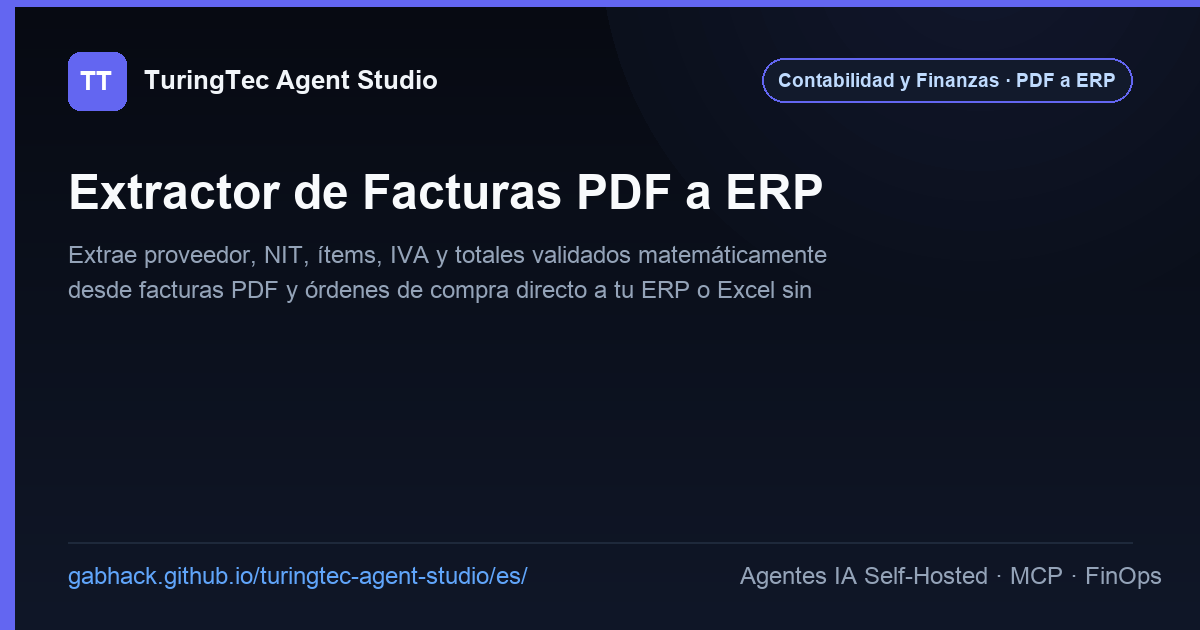 TT
TuringTec Agent Studio
Contabilidad y Finanzas · PDF a ERP
Extractor de Facturas PDF a ERP
Extrae proveedor, NIT, ítems, IVA y totales validados matemáticamente
desde facturas PDF y órdenes de compra directo a tu ERP o Excel sin
gabhack.github.io/turingtec-agent-studio/es/
Agentes IA Self-Hosted · MCP · FinOps